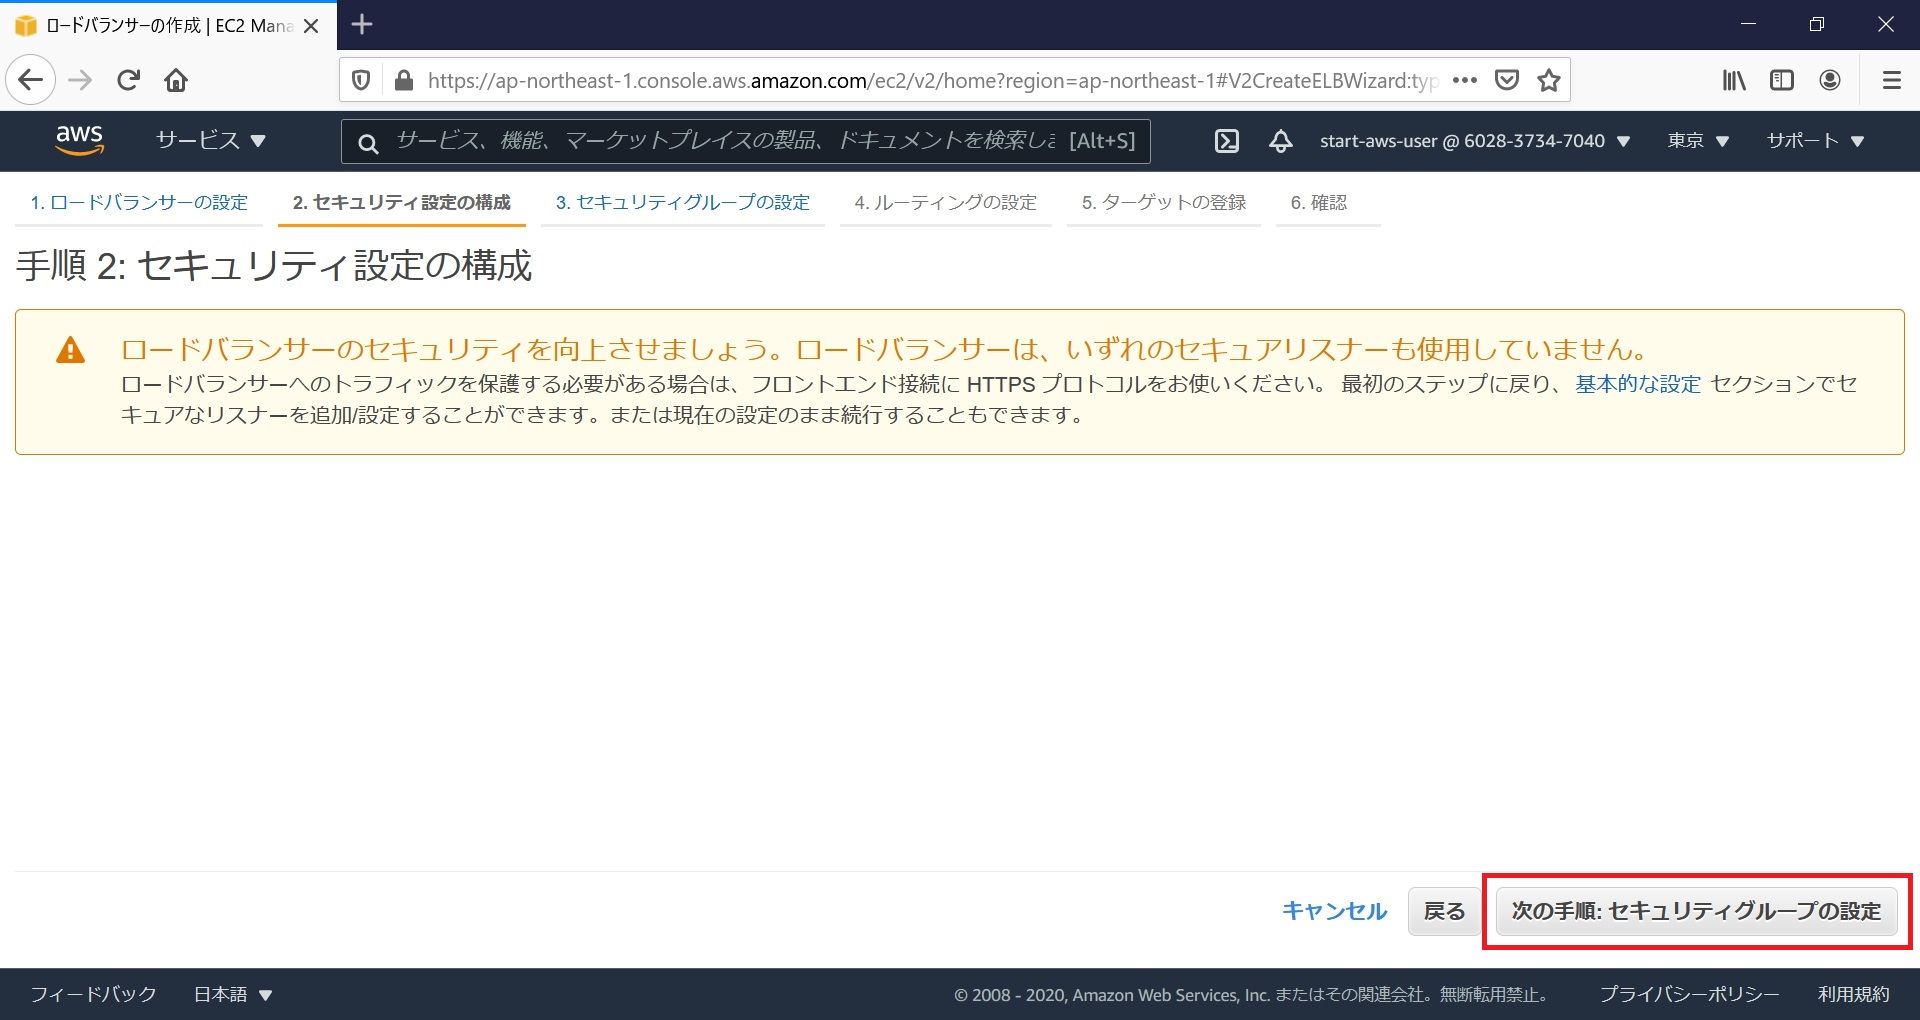 ロードバランサーの作成 | EC2 Mana
https://ap-northeast-1.console.aws.amazon.com/ec2/v2/home?region=ap-northeast-1#V2CreateELBWizard:typ
aws
サービス
サービス、機能、マーケットプレイスの製品、ドキュメントを検索しま
[Alt+S]
start-aws-user @ 6028-3734-7040
東京
サポート
1. ロードバランサーの設定
2. セキュリティ設定の構成
3. セキュリティグループの設定
4. ルーティングの設定
5. ターゲットの登録
6. 確認
手順 2: セキュリティ設定の構成
ロードバランサーのセキュリティを向上させましょう。ロードバランサーは、いずれのセキュアリスナーも使用していません。
ロードバランサーへのトラフィックを保護する必要がある場合は、フロントエンド接続に HTTPS プロトコルをお使いください。 最初のステップに戻り、 基本的な設定 セクションでセ
キュアなリスナーを追加/設定することができます。または現在の設定のまま続行することもできます。
キャンセル
戻る
次の手順: セキュリティグループの設定
フィードバック
日本語
© 2008 - 2020, Amazon Web Services, Inc. またはその関連会社。無断転用禁止。
プライバシーポリシー
利用規約